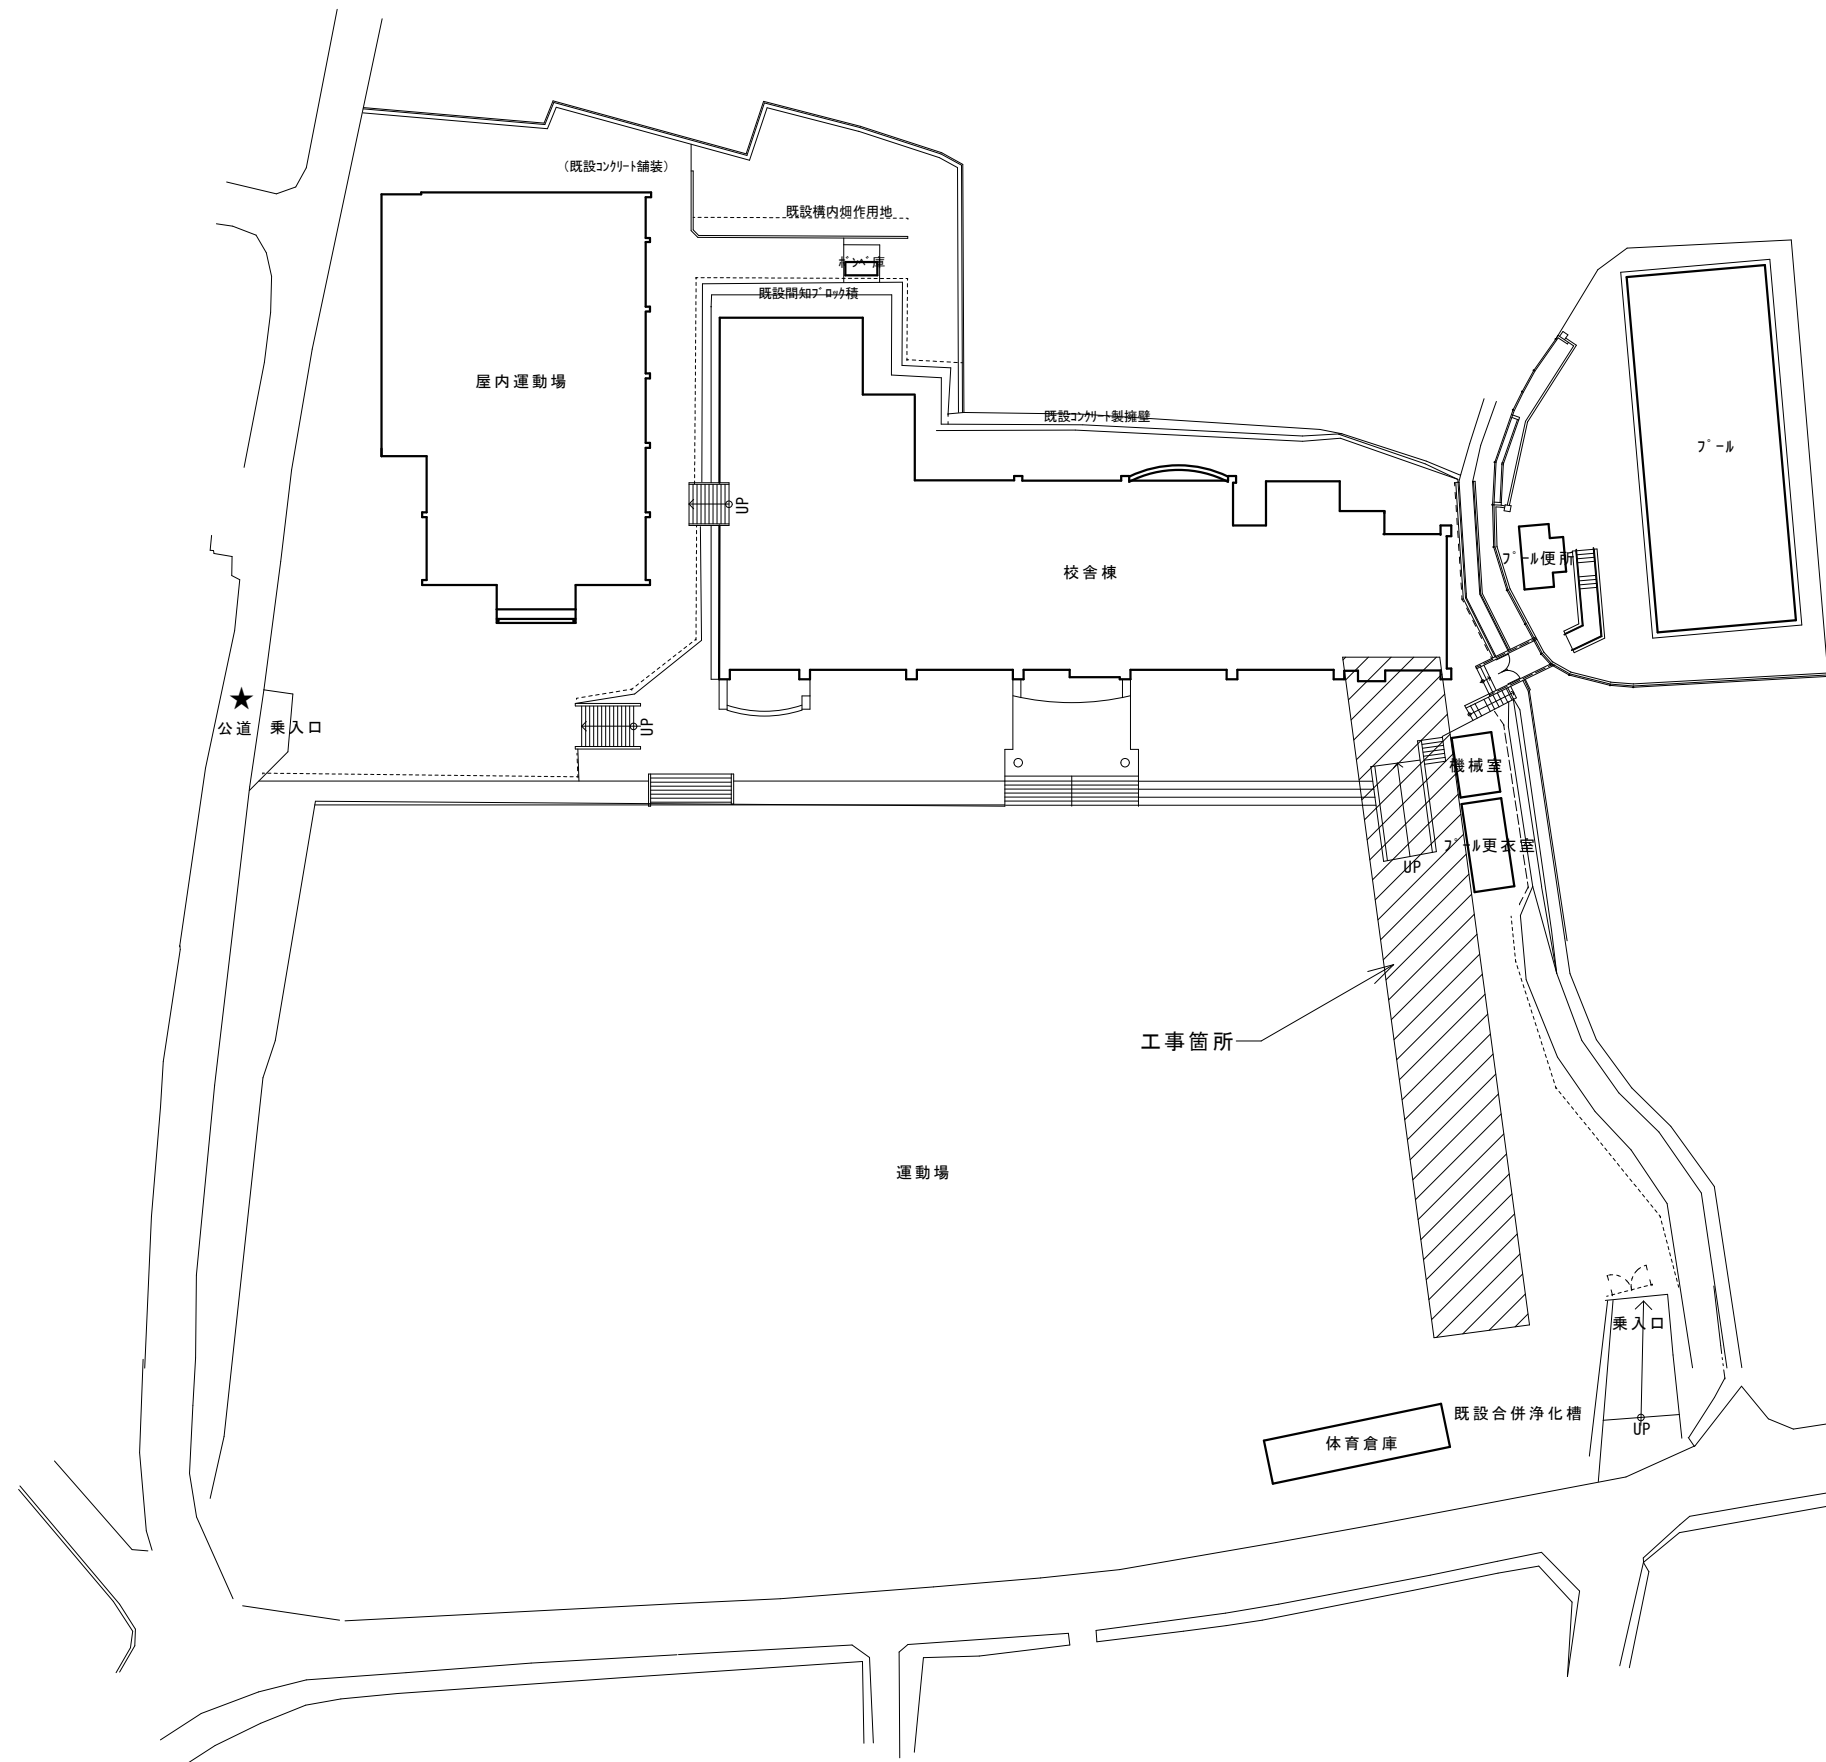 (既設ｺﾝｸﾘｰﾄ舗装)
既設構内畑作用地
ﾎﾞﾝﾍﾞ庫
既設間知ﾌﾞﾛｯｸ積
屋内運動場
既設ｺﾝｸﾘｰﾄ製擁壁
ﾌﾟｰﾙ
UP
ﾌﾟｰﾙ便所
校舎棟
★
公道
乗入口
UP
機械室
ﾌﾟｰﾙ更衣室
UP
工事箇所
運動場
乗入口
既設合併浄化槽
UP
体育倉庫